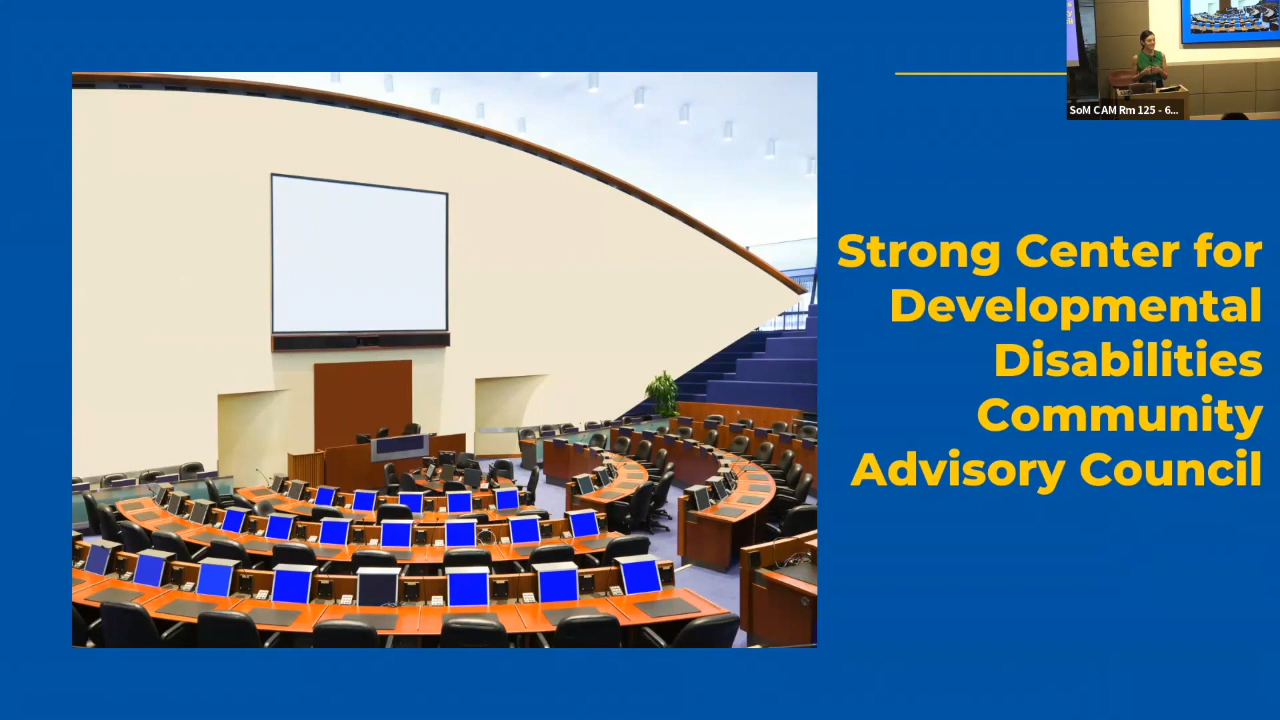 SoM CAM Rm 125 - 6...
Strong Center for
Developmental
Disabilities
Community
Advisory Council